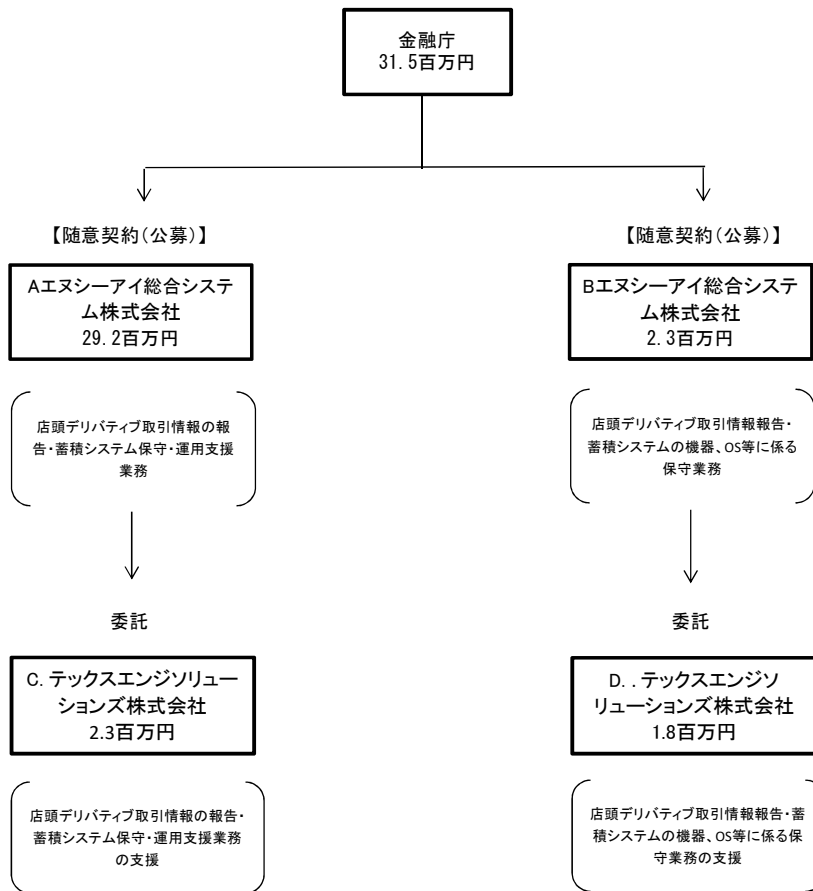 金融庁
31.5百万円
【随意契約(公募)】
Aエヌシーアイ総合システ
ム株式会社
29.2百万円
店頭デリバティブ取引情報の報
告・蓄積システム保守・運用支援
業務
委託
C. テックスエンジソリュー
ションズ株式会社
2.3百万円
店頭デリバティブ取引情報の報告・
蓄積システム保守・運用支援業務
の支援
【随意契約(公募)】
Bエヌシーアイ総合システ
ム株式会社
2.3百万円
店頭デリバティブ取引情報報告・
蓄積システムの機器、OS等に係る
保守業務
委託
D. . テックスエンジソ
リューションズ株式会社
1.8百万円
店頭デリバティブ取引情報報告・蓄
積システムの機器、OS等に係る保
守業務の支援